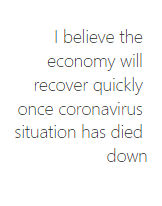 I believe the
economy will
recover quickly
once coronavirus
situation has died
down